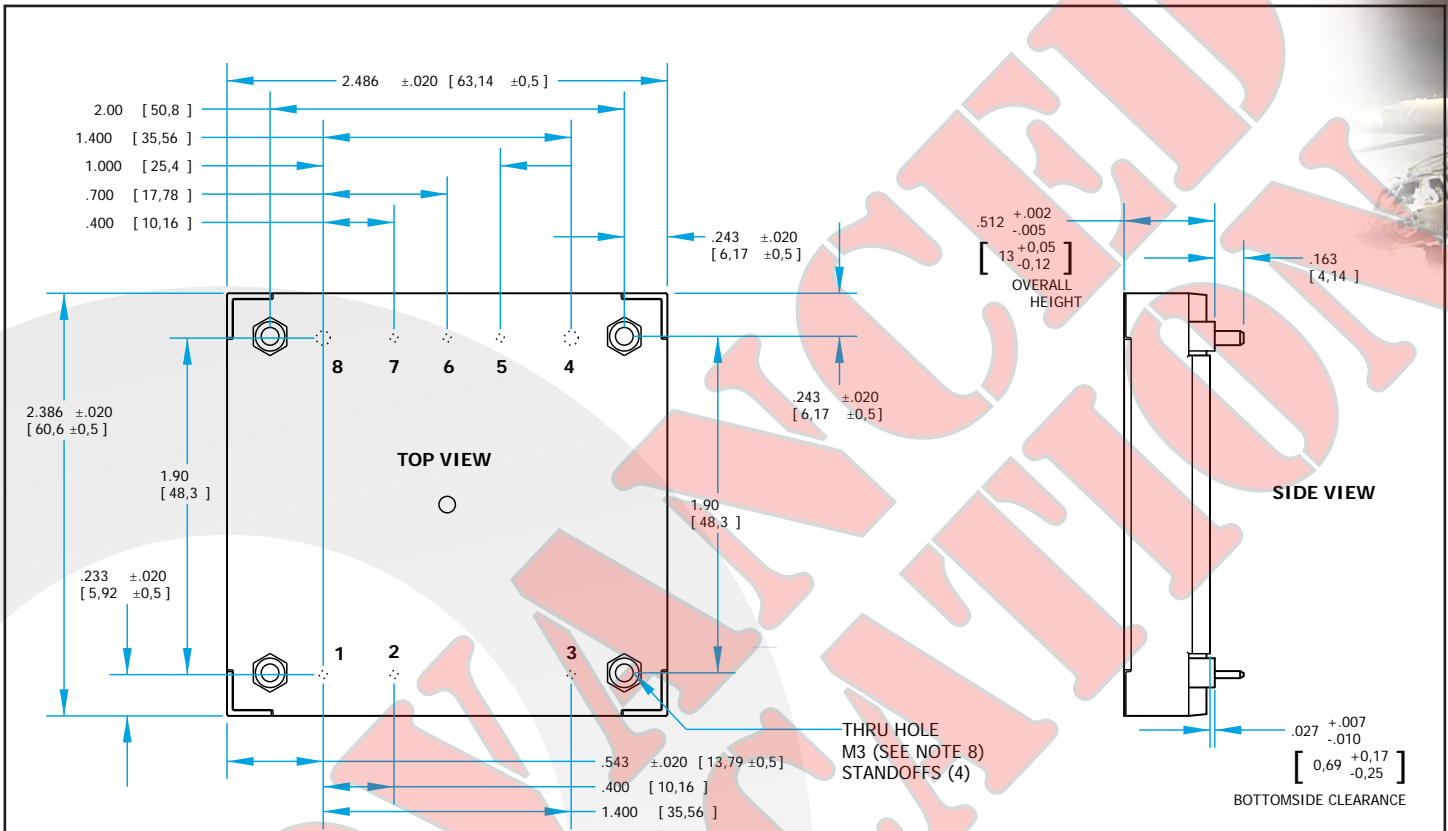 2.486 ±.020 [ 63,14 ±0,5 ]
2.00 [ 50,8 ]
1.400 [ 35,56 ]
1.000 [ 25,4 ]
.700 [ 17,78 ]
.400 [ 10,16 ]
.243 ±.020
[ 6,17 ±0,5 ]
.512 +.002
-.005
[ 13 +0,05
-0,12 ]
OVERALL
HEIGHT
.163
[ 4,14 ]
8 7 6 5 4
2.386 ±.020
[ 60,6 ±0,5 ]
.243 ±.020
[ 6,17 ±0,5 ]
TOP VIEW
1.90
[ 48,3 ]
1.90
[ 48,3 ]
SIDE VIEW
.233 ±.020
[ 5,92 ±0,5 ]
1 2 3
THRU HOLE
M3 (SEE NOTE 8)
STANDOFFS (4)
.543 ±.020 [ 13,79 ±0,5 ]
.400 [ 10,16 ]
1.400 [ 35,56 ]
.027 +.007
-.010
[ 0,69 +0,17
-0,25 ]
BOTTOMSIDE CLEARANCE